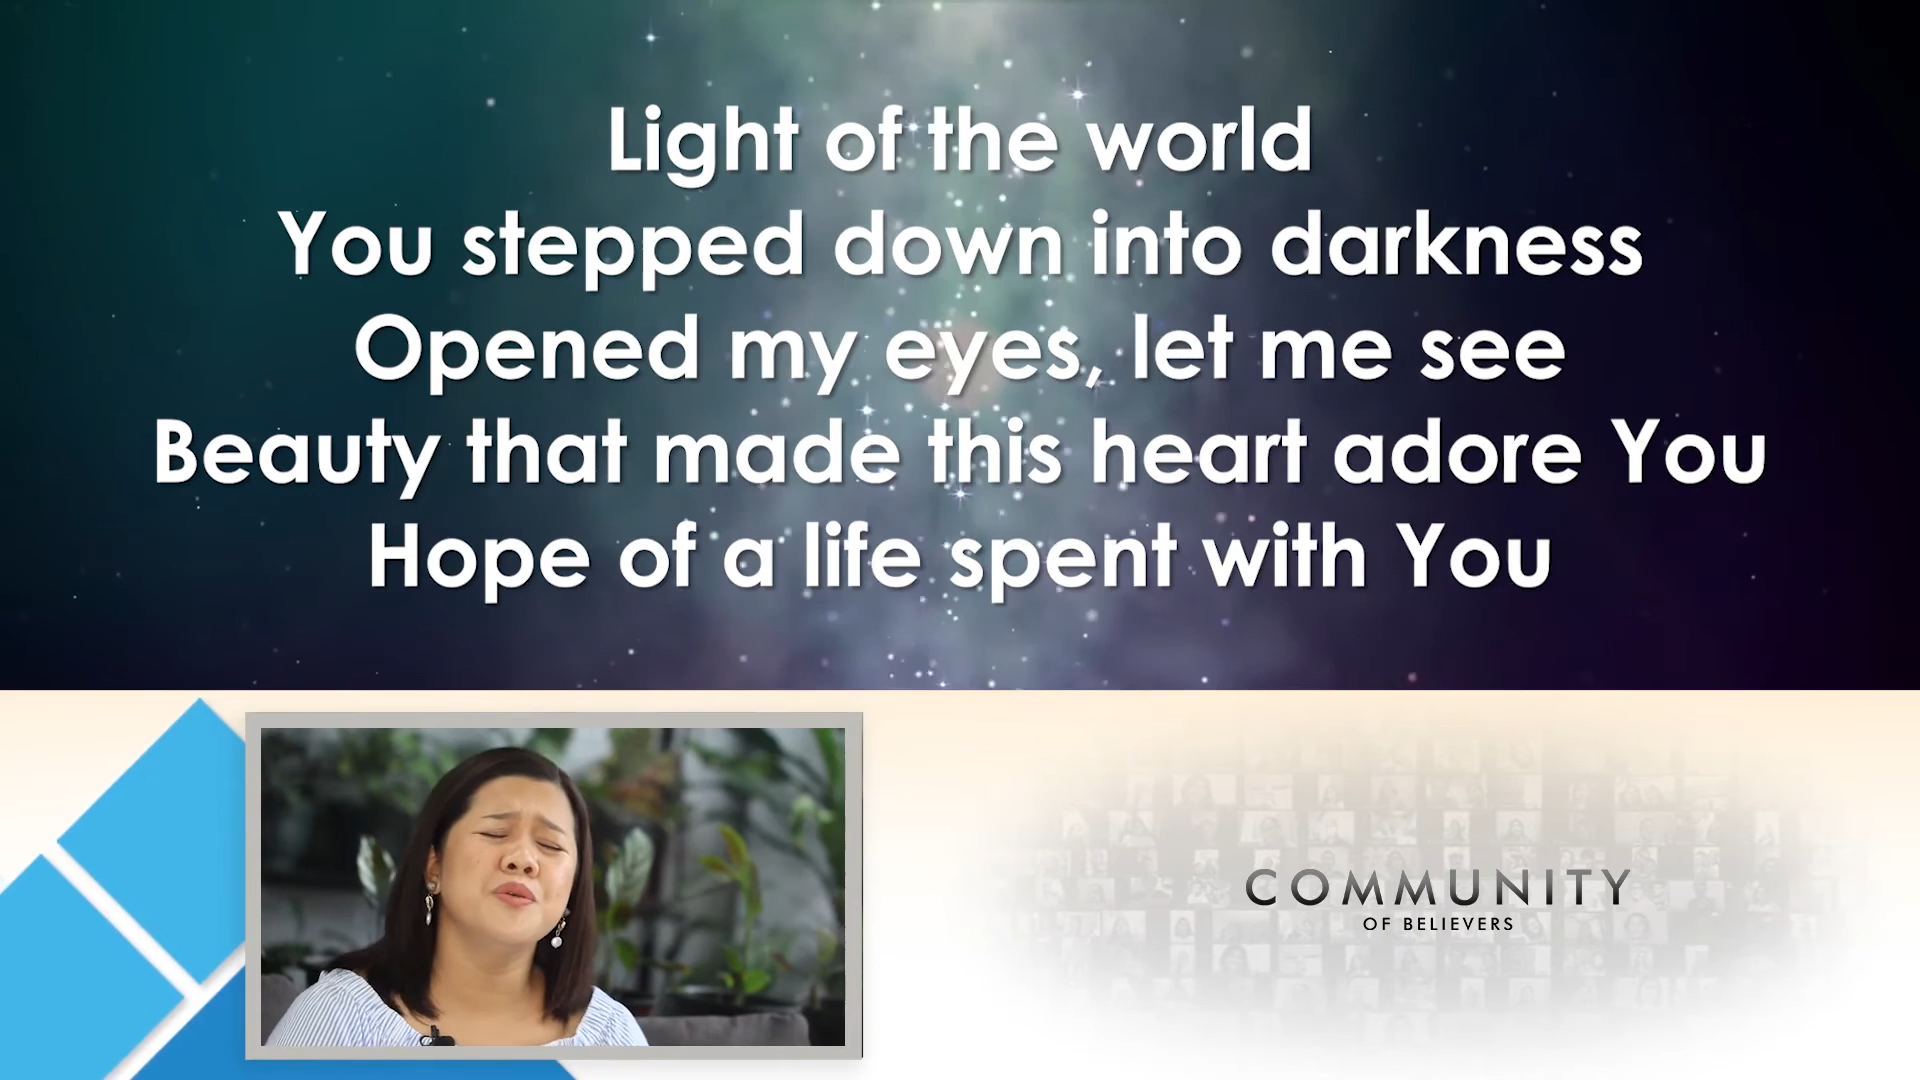 Light of the world
You stepped down into darkness
Opened my eyes, let me see
Beauty that made this heart adore You
Hope of a life spent with You
COMMUNITY
OF BELIEVERS